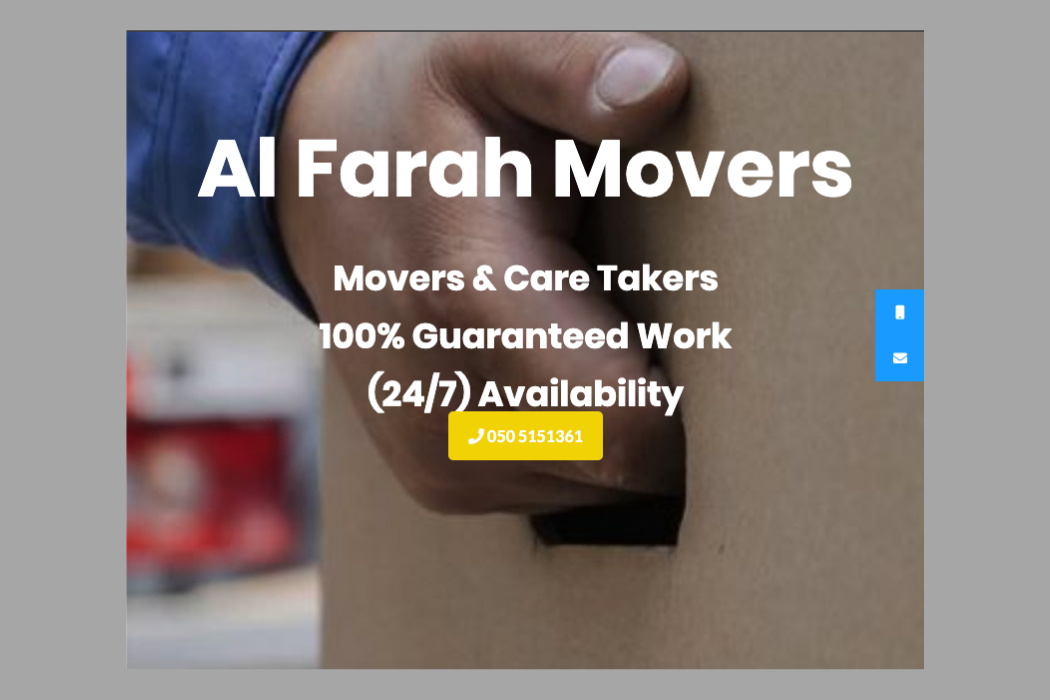 Al Farah Movers
Movers & Care Takers
100% Guaranteed Work
(24/7) Availability
050 5151361